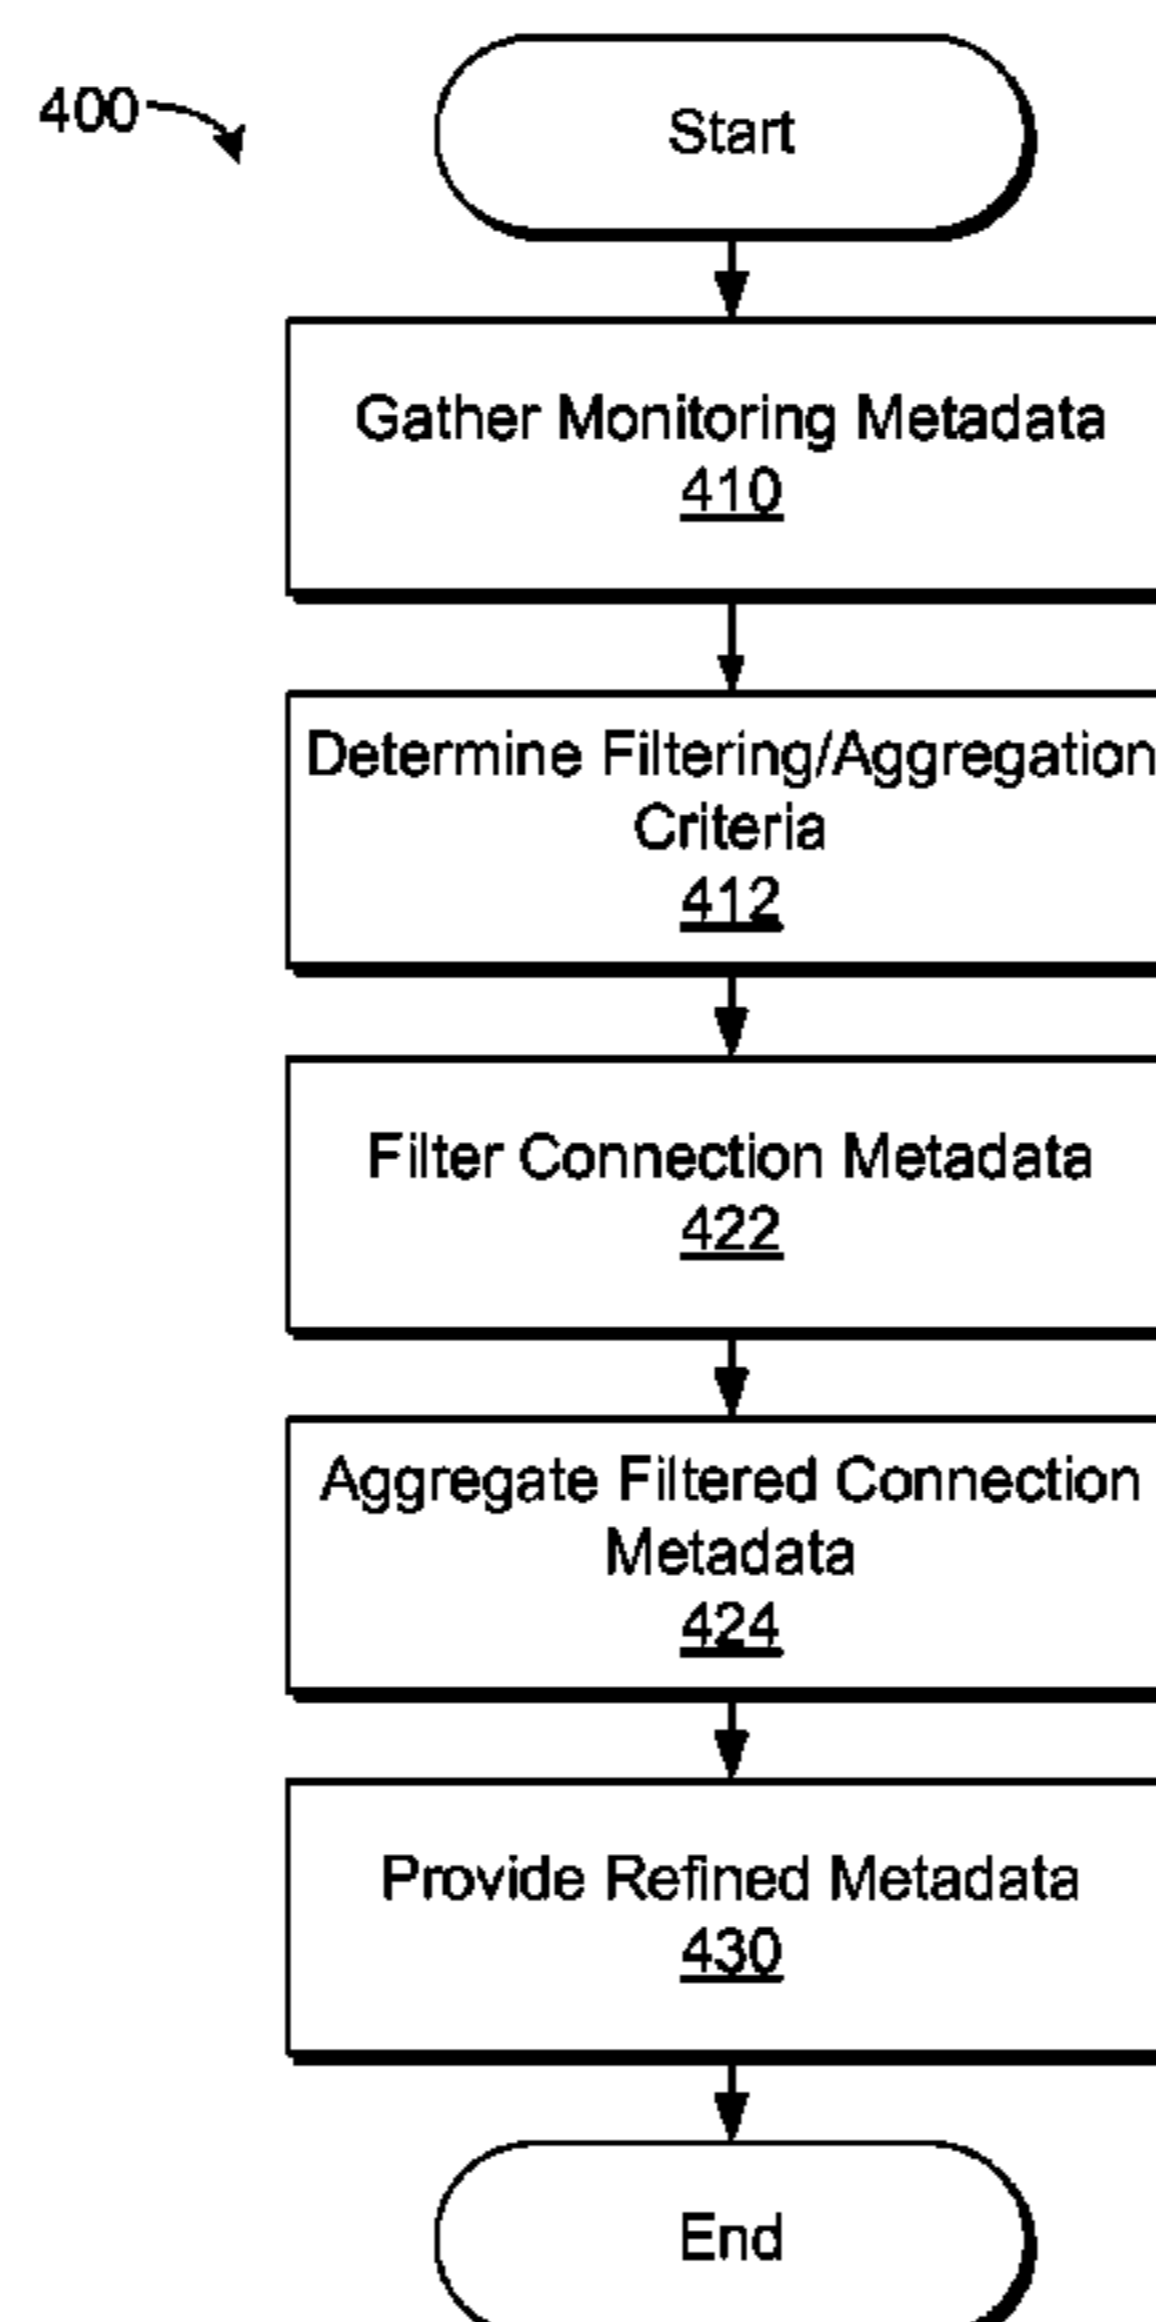 400
Start
Gather Monitoring Metadata
410
Determine Filtering/Aggregation
Criteria
412
Filter Connection Metadata
422
Aggregate Filtered Connection
Metadata
424
Provide Refined Metadata
430
End